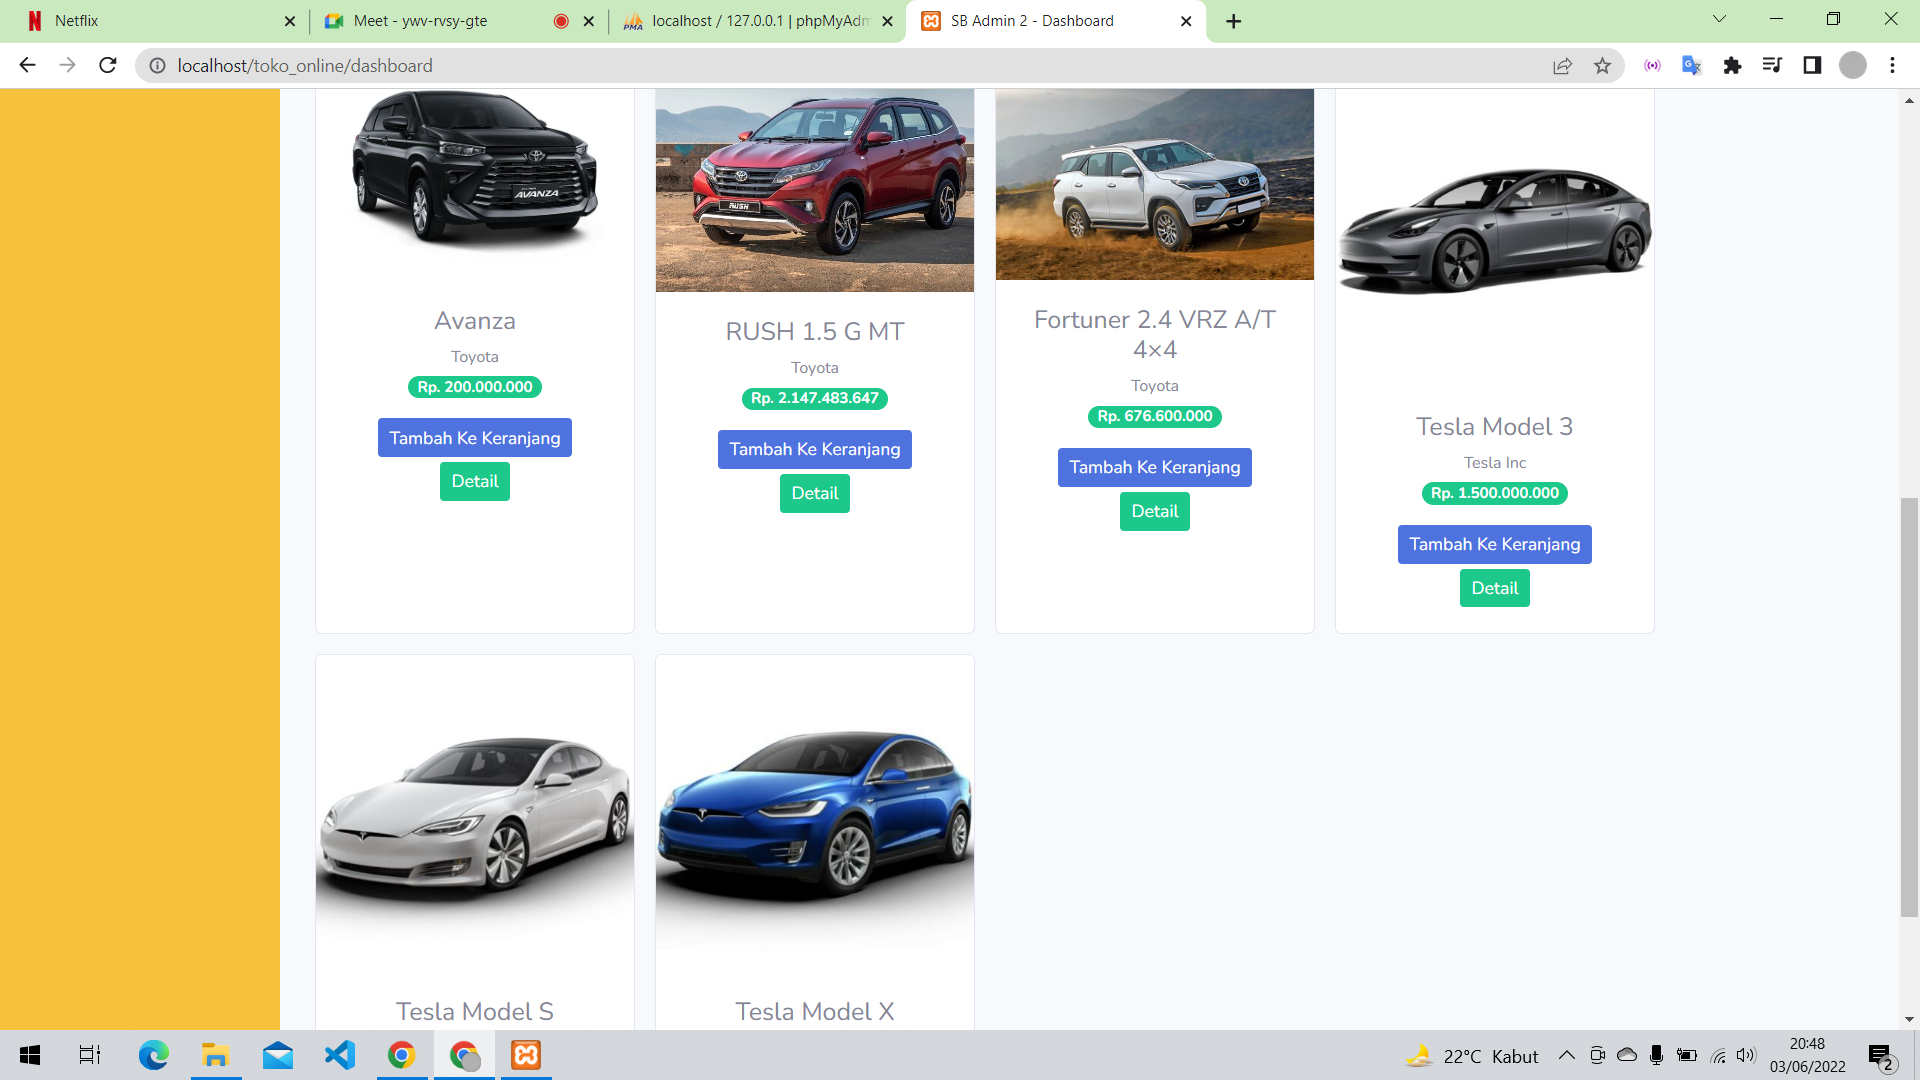 Netflix
Meet - ywv-rvsy-gte
localhost / 127.0.0.1 | phpMyAdm
SB Admin 2 - Dashboard
localhost/toko_online/dashboard
AVANZA
RUSH
Avanza
Toyota
Rp. 200.000.000
Tambah Ke Keranjang
Detail
RUSH 1.5 G MT
Toyota
Rp. 2.147.483.647
Tambah Ke Keranjang
Detail
Fortuner 2.4 VRZ A/T
4×4
Toyota
Rp. 676.600.000
Tambah Ke Keranjang
Detail
Tesla Model 3
Tesla Inc
Rp. 1.500.000.000
Tambah Ke Keranjang
Detail
Tesla Model S
Tesla Model X
22°C Kabut
20:48
03/06/2022
2